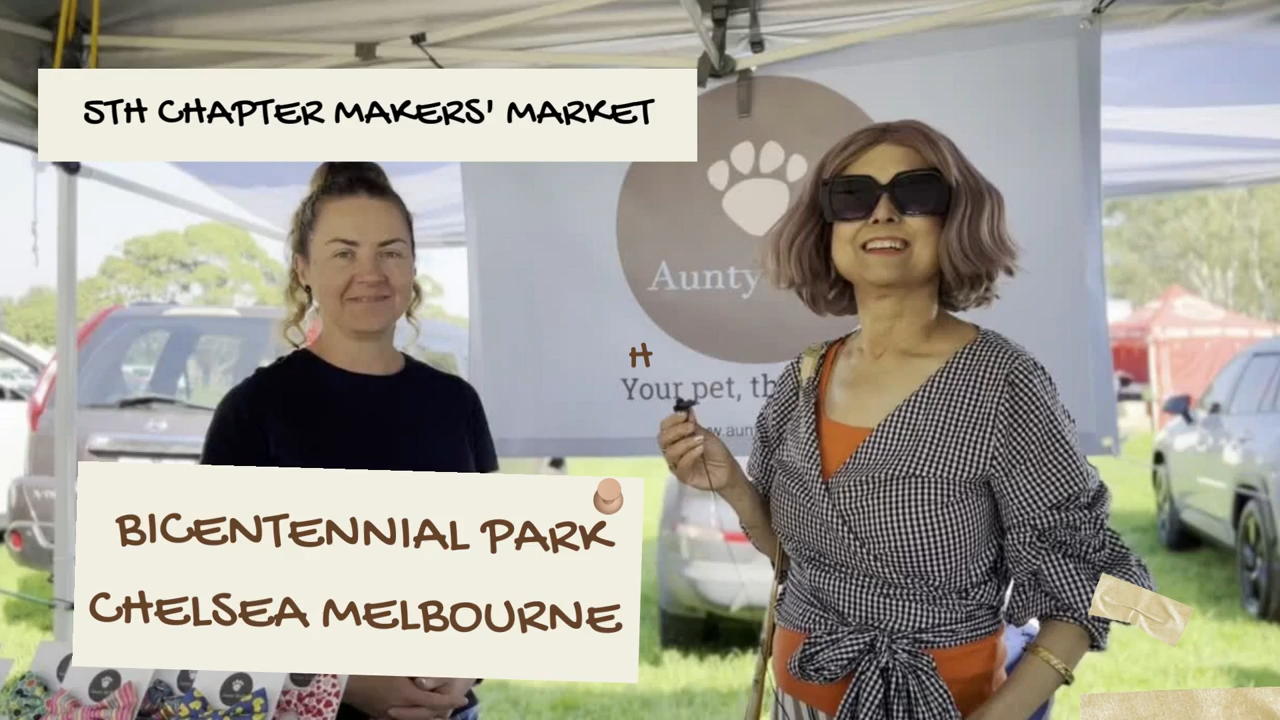 5TH CHAPTER MAKERS' MARKET
Aunty
H
Your pet, th
BICENTENNIAL PARK
CHELSEA MELBOURNE